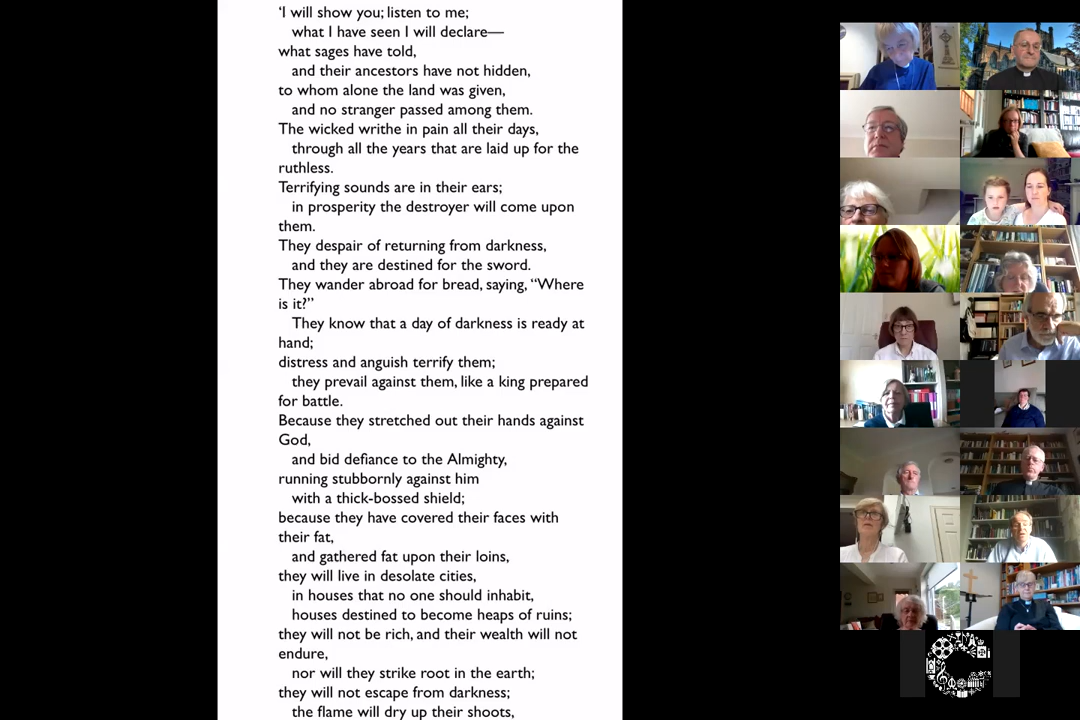 ‘I will show you; listen to me;
what I have seen I will declare—
what sages have told,
and their ancestors have not hidden,
to whom alone the land was given,
and no stranger passed among them.
The wicked writhe in pain all their days,
through all the years that are laid up for the
ruthless.
Terrifying sounds are in their ears;
in prosperity the destroyer will come upon
them.
They despair of returning from darkness,
and they are destined for the sword.
They wander abroad for bread, saying, “Where
is it?”
They know that a day of darkness is ready at
hand;
distress and anguish terrify them;
they prevail against them, like a king prepared
for battle.
Because they stretched out their hands against
God,
and bid defiance to the Almighty,
running stubbornly against him
with a thick-bossed shield;
because they have covered their faces with
their fat,
and gathered fat upon their loins,
they will live in desolate cities,
in houses that no one should inhabit,
houses destined to become heaps of ruins;
they will not be rich, and their wealth will not
endure,
nor will they strike root in the earth;
they will not escape from darkness;
the flame will dry up their shoots,